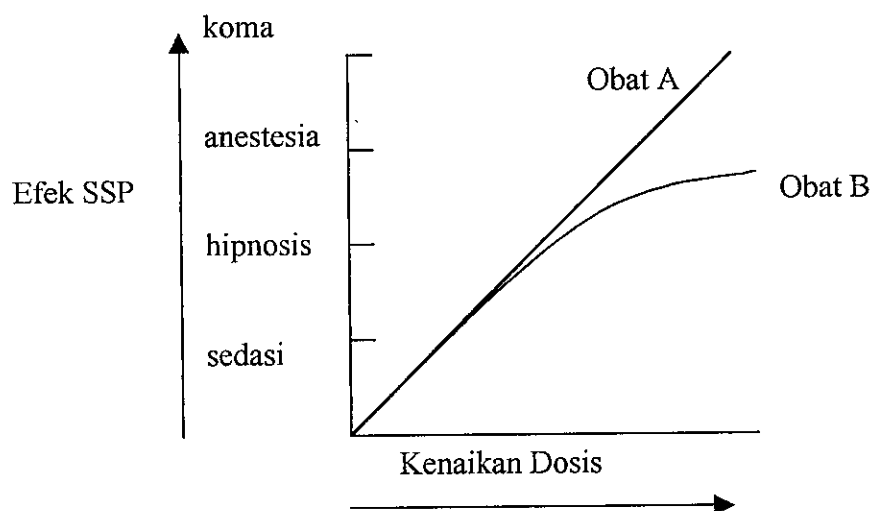 koma
Obat A
anestesia
Efek SSP
Obat B
hipnosis
sedasi
Kenaikan Dosis